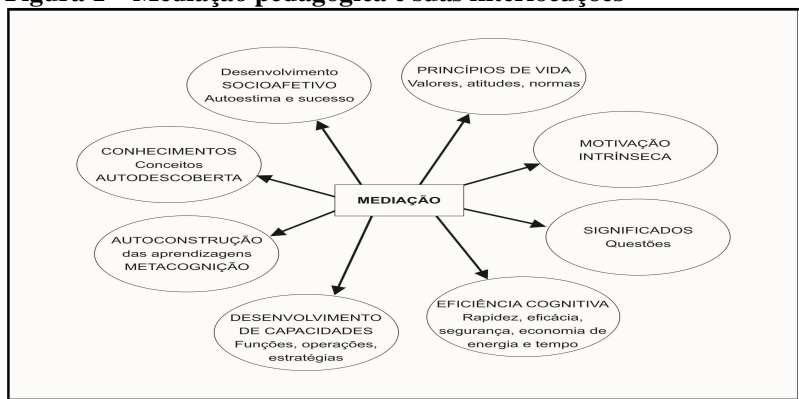 Figura 1 – Mediação pedagógica e suas interlocuções
Desenvolvimento
SOCIOAFETIVO
Autoestima e sucesso
PRINCÍPIOS DE VIDA
Valores, atitudes, normas
CONHECIMENTOS
Conceitos
AUTODESCOBERTA
MOTIVAÇÃO
INTRÍNSECA
MEDIAÇÃO
AUTOCONSTRUÇÃO
das aprendizagens
METACOGNIÇÃO
SIGNIFICADOS
Questões
DESENVOLVIMENTO
DE CAPACIDADES
Funções, operações,
estratégias
EFICIÊNCIA COGNITIVA
Rapidez, eficácia,
segurança, economia de
energia e tempo